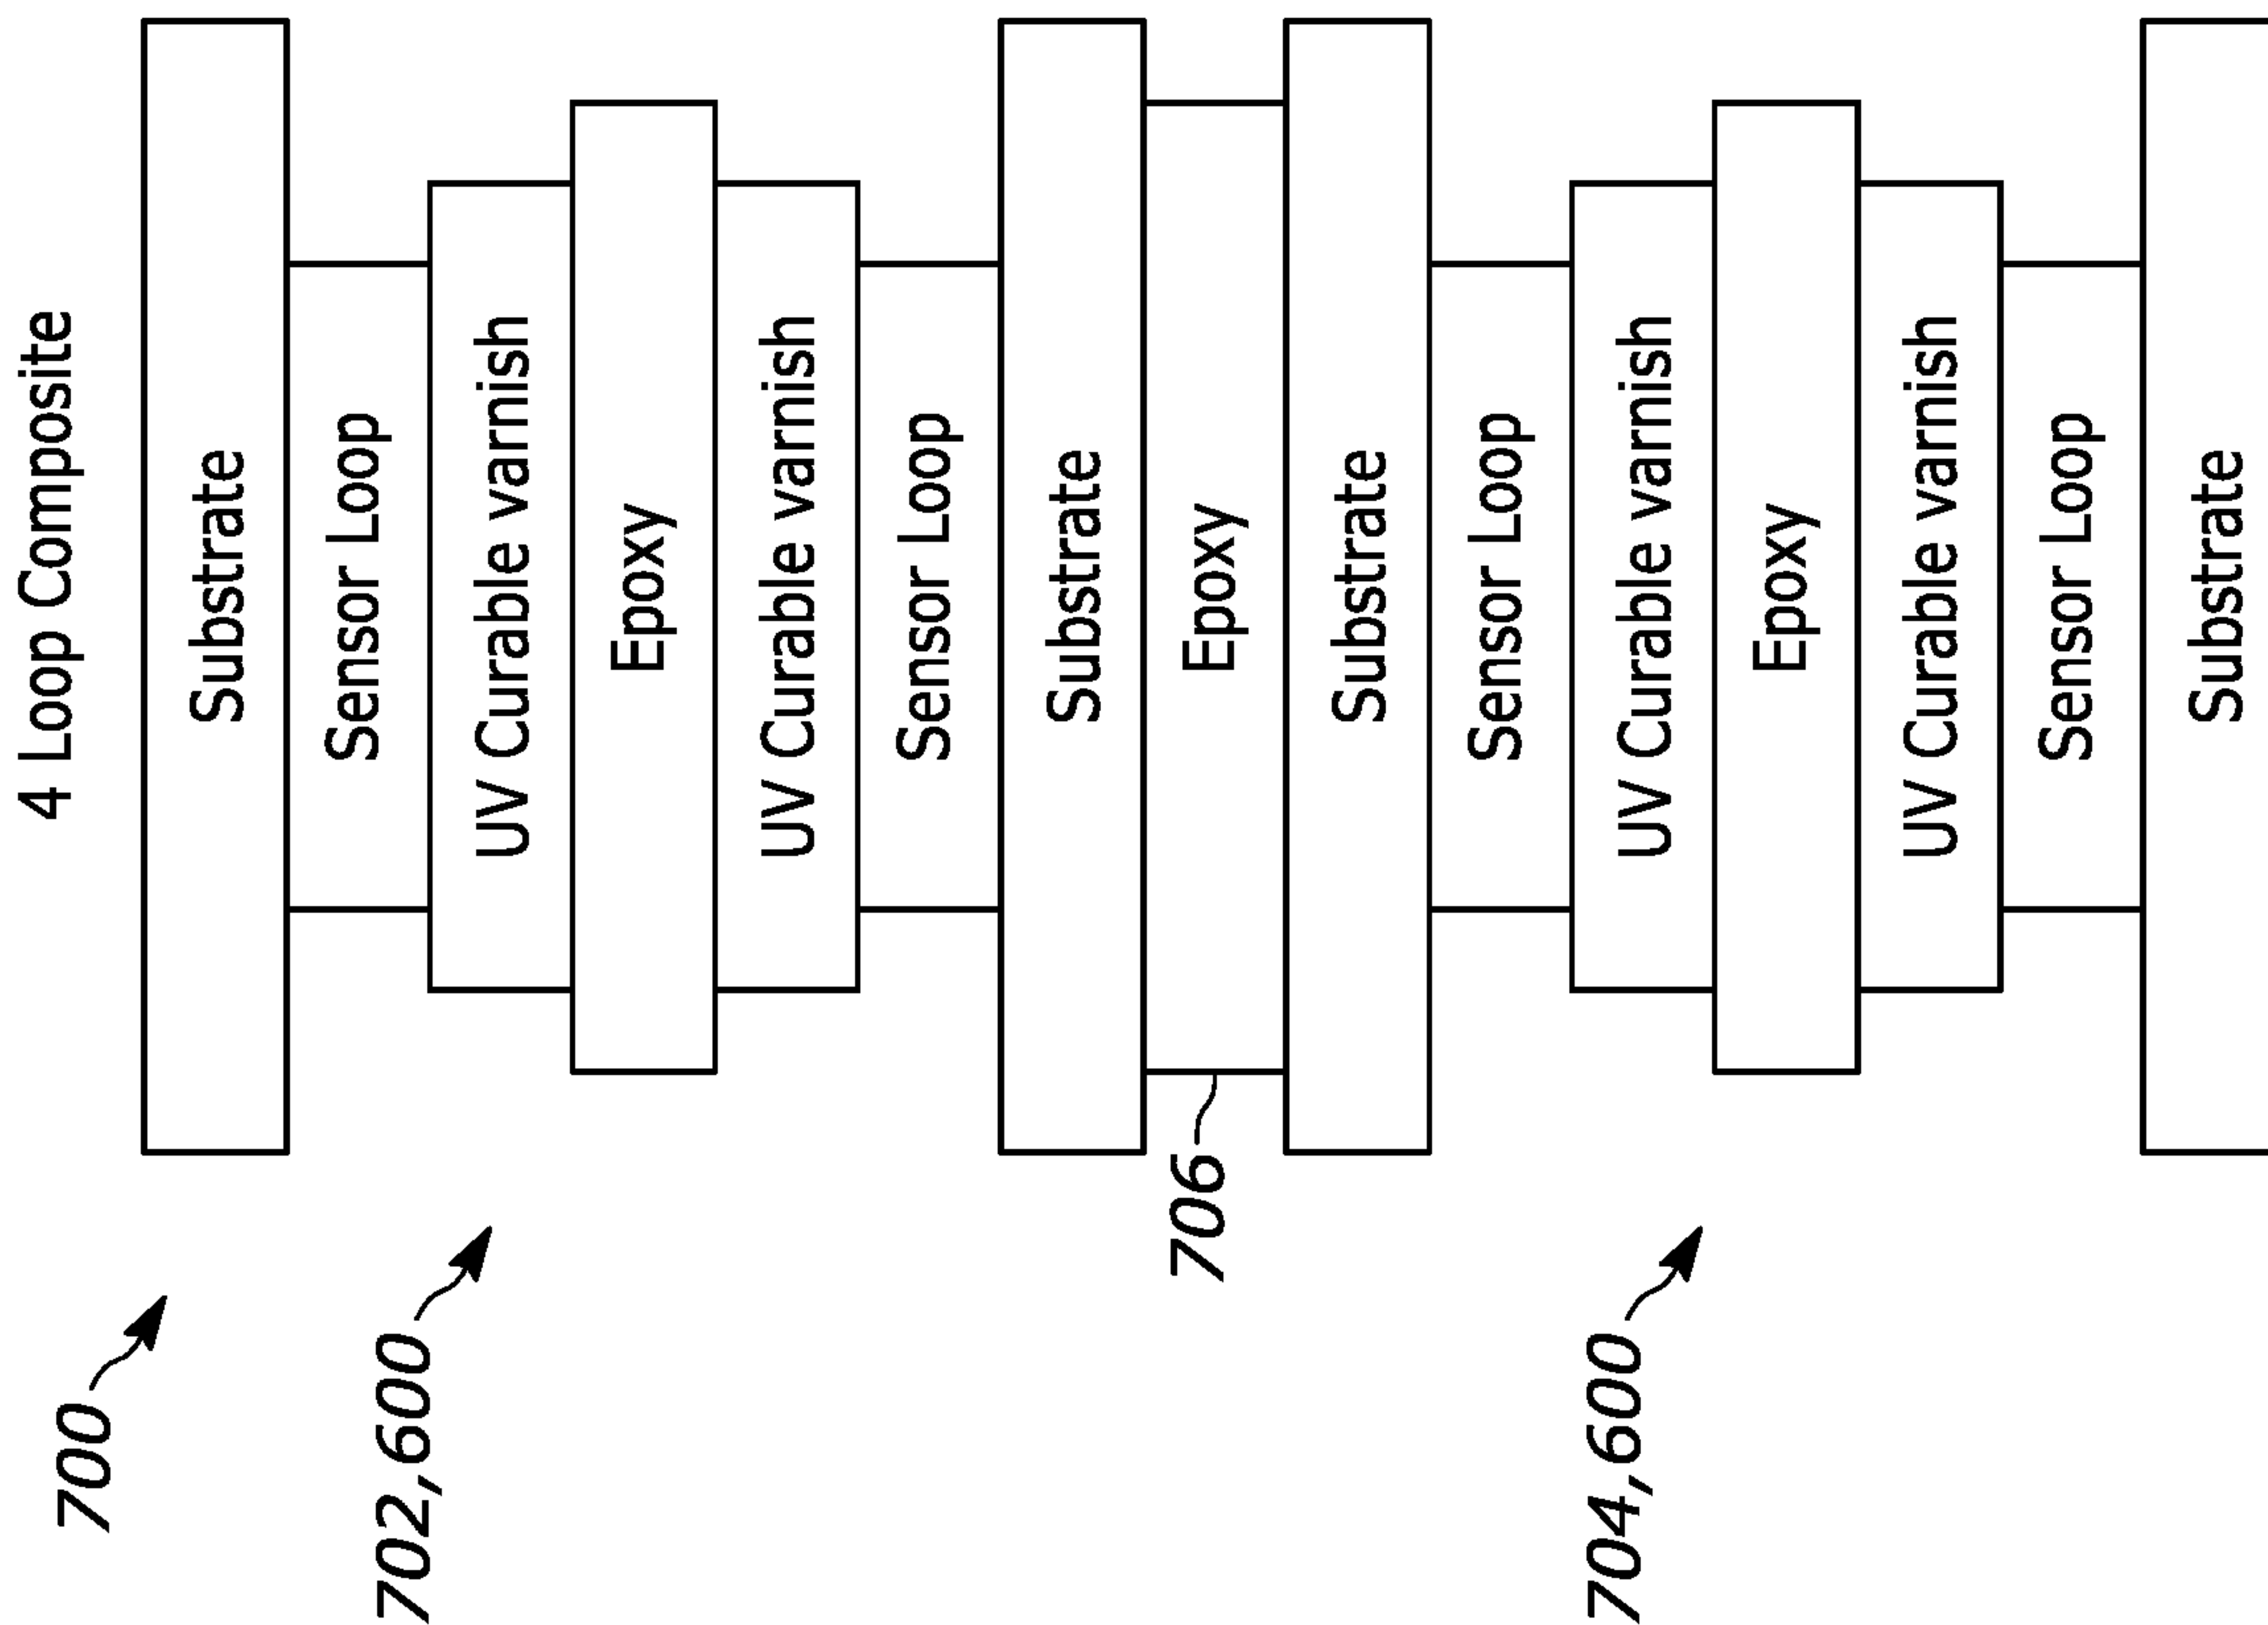 4 Loop Composite
700
Substrate
Sensor Loop
702,600
UV Curable varnish
Epoxy
UV Curable varnish
Sensor Loop
Substrate
Epoxy
706
Substrate
Sensor Loop
704,600
UV Curable varnish
Epoxy
UV Curable varnish
Sensor Loop
Substrate